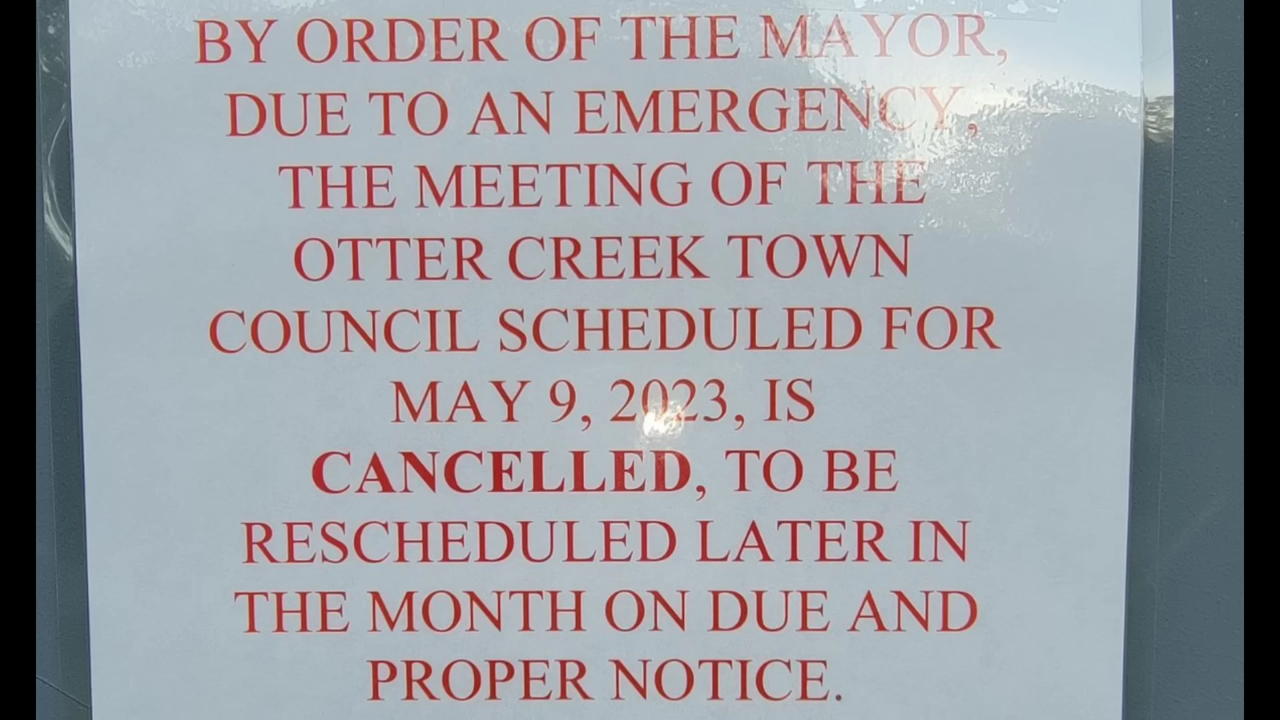 BY ORDER OF THE MAYOR,
DUE TO AN EMERGENCY,
THE MEETING OF THE
OTTER CREEK TOWN
COUNCIL SCHEDULED FOR
MAY 9, 2023, IS
CANCELLED, TO BE
RESCHEDULED LATER IN
THE MONTH ON DUE AND
PROPER NOTICE.